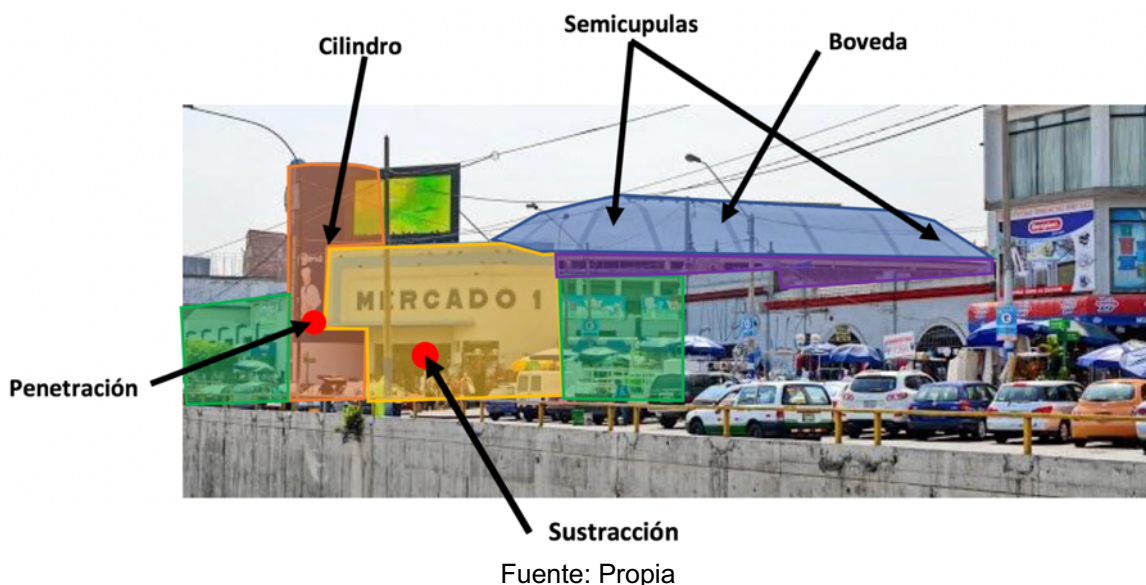 Semicupulas
Cilindro
Boveda
MERCADO 1
Penetración
Sustracción
Fuente: Propia